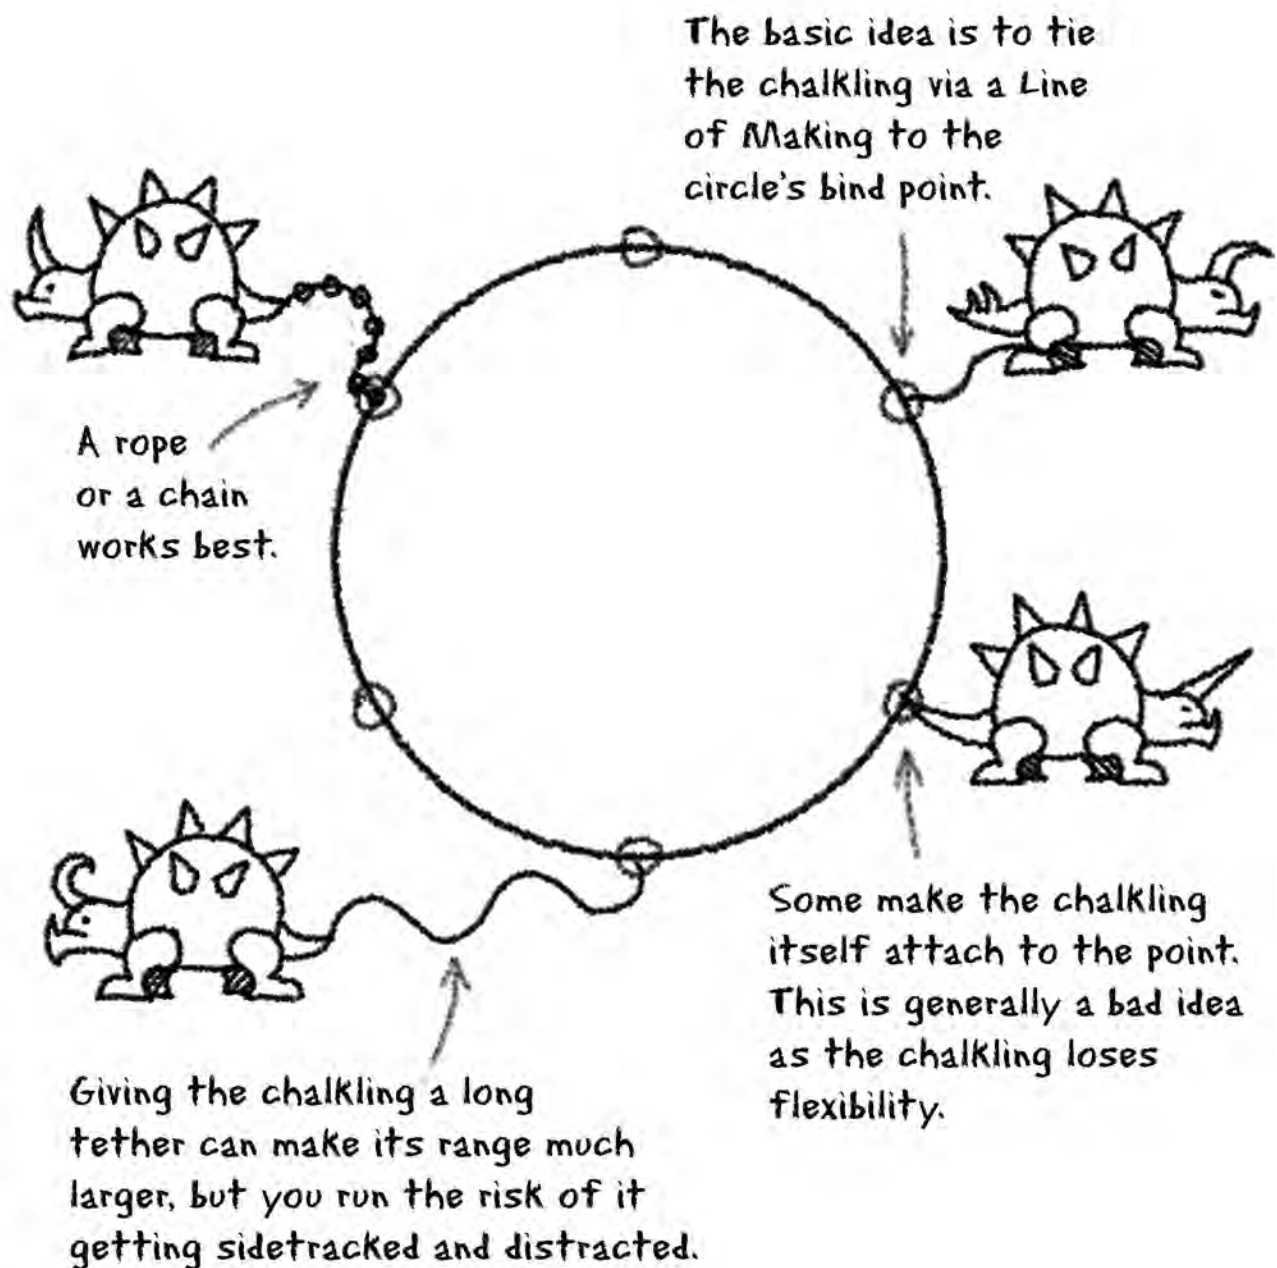 The basic idea is to tie
the chalkling via a Line
of Making to the
circle's bind point.
A rope
or a chain
works best.
Some make the chalkling
itself attach to the point.
This is generally a bad idea
as the chalkling loses
flexibility.
Giving the chalkling a long
tether can make its range much
larger, but you run the risk of it
getting sidetracked and distracted.